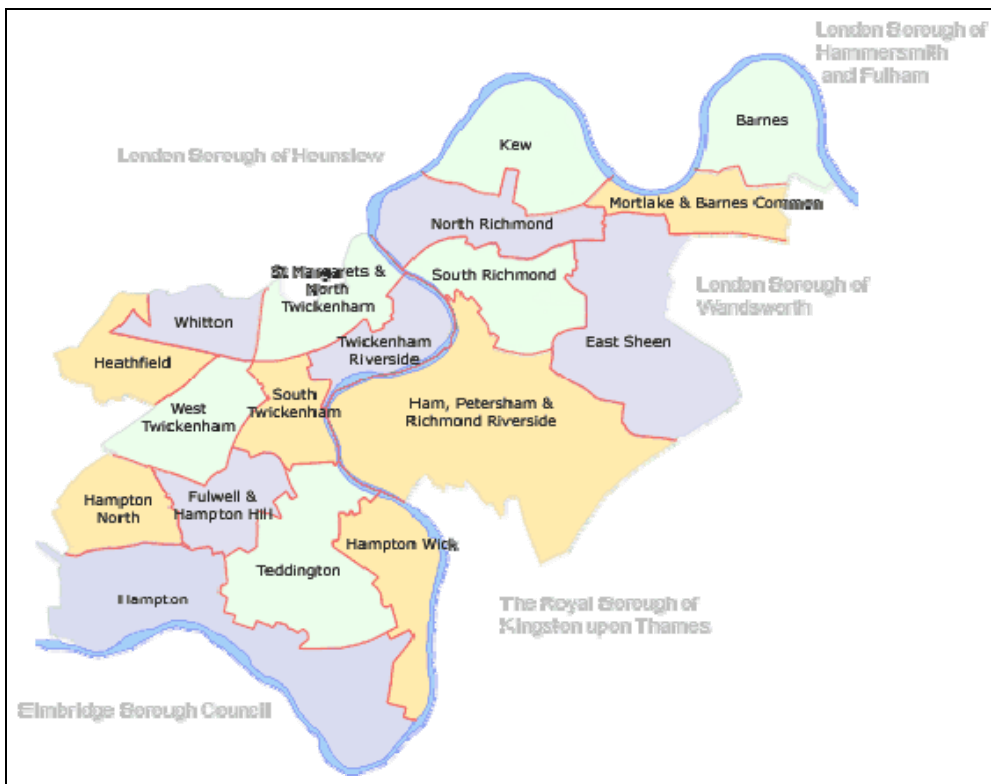 London Borough of
Hammersmith
and Fulham
Barnes
Kew
London Borough of Hounslow
Mortlake & Barnes Common
North Richmond
St Margarets &
North
Twickenham
South Richmond
London Borough of
Wandsworth
Whitton
Twickenham
Riverside
East Sheen
Heathfield
South
Twickenham
Ham, Petersham &
Richmond Riverside
West
Twickenham
Hampton
North
Fulwell &
Hampton Hill
Hampton Wick
Teddington
Hampton
The Royal Borough of
Kingston upon Thames
Elmbridge Borough Council